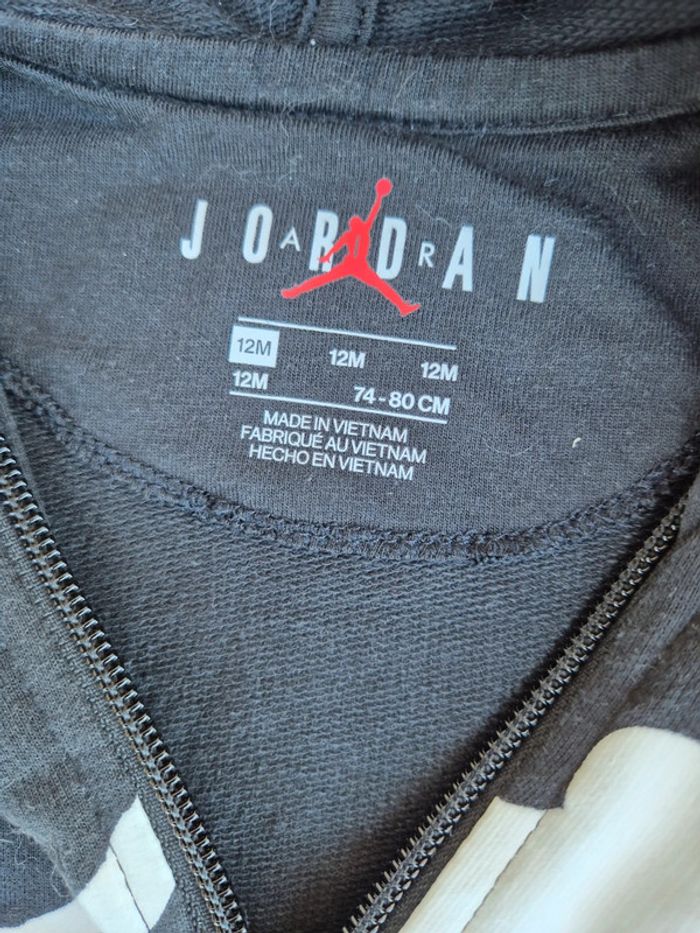 JORDAN
AIR
12M 12M 12M
12M 74-80 CM
MADE IN VIETNAM
FABRIQUÉ AU VIETNAM
HECHO EN VIETNAM